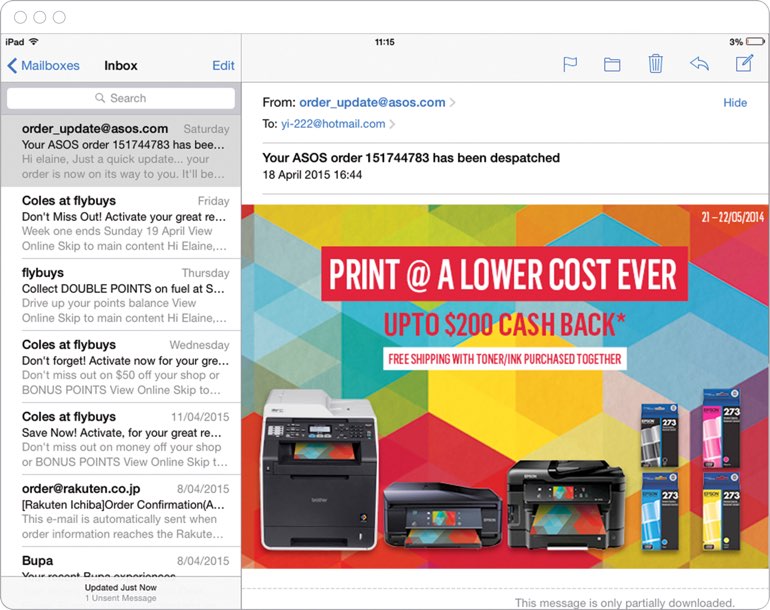 iPad
11:15
3%
Mailboxes
Inbox
Edit
Search
order_update@asos.com Saturday
Your ASOS order 151744783 has bee...
Hi elaine, Just a quick update... your
order is now on its way to you. It'll be...
Coles at flybuys Friday
Don't Miss Out! Activate your great re...
Week one ends Sunday 19 April View
Online Skip to main content Hi Elaine,...
flybuys Thursday
Collect DOUBLE POINTS on fuel at S...
Drive up your points balance View
Online Skip to main content Hi Elaine,...
Coles at flybuys Wednesday
Don't forget! Activate now for your gre...
Don't miss out on $50 off your shop or
BONUS POINTS View Online Skip to...
Coles at flybuys 11/04/2015
Save Now! Activate, for your great re...
Don't miss out on money off your shop
or BONUS POINTS View Online Skip...
order@rakuten.co.jp 8/04/2015
[Rakuten Ichiba]Order Confirmation(A...
This e-mail is automatically sent when
order information reaches the Rakute...
Bupa 8/04/2015
Your recent Bupa experience
Updated Just Now
1 Unsent Message
From: order_update@asos.com
Hide
To: yi-222@hotmail.com
Your ASOS order 151744783 has been despatched
18 April 2015 16:44
21 – 22/05/2014
PRINT @ A LOWER COST EVER
UPTO $200 CASH BACK*
FREE SHIPPING WITH TONER/INK PURCHASED TOGETHER
brother
EPSON
EPSON
EPSON
273
EPSON
273
EPSON
273
EPSON
273
This message is only partially downloaded.